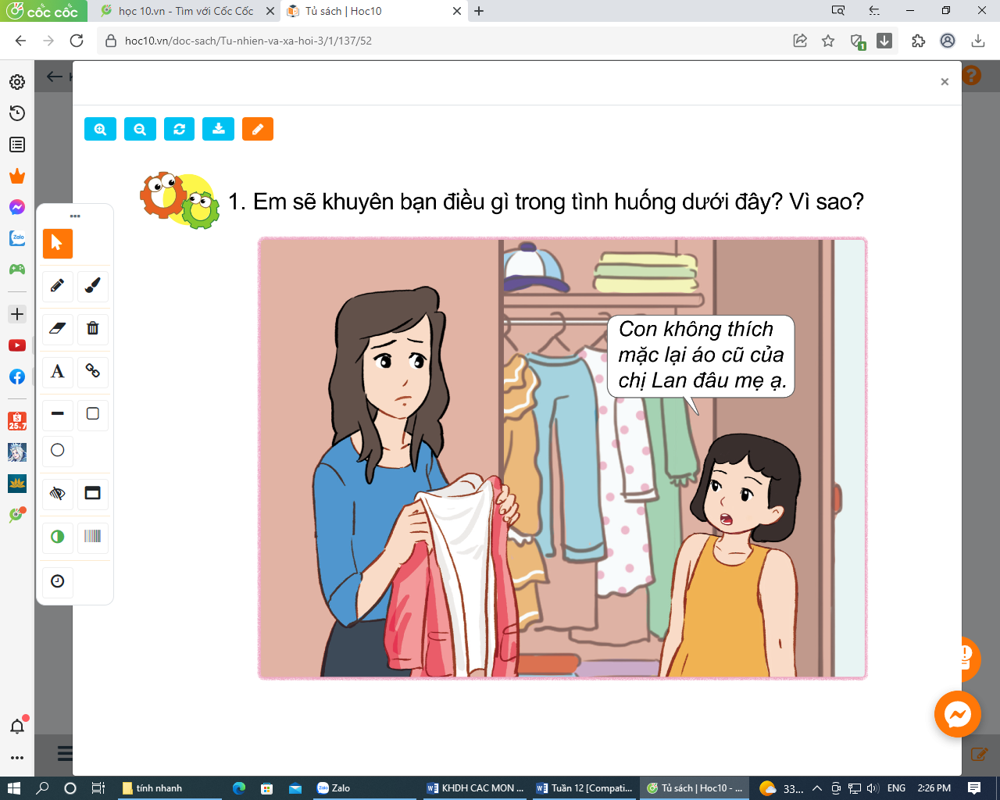 cốc cốc
học 10.vn - Tìm với Cốc Cốc
Tủ sách | Hoc10
hoc10.vn/doc-sach/Tu-nhien-va-xa-hoi-3/1/137/52
1. Em sẽ khuyên bạn điều gì trong tình huống dưới đây? Vì sao?
Con không thích
mặc lại áo cũ của
chị Lan đâu mẹ ạ.
Zalo
25.7
A
1
tính nhanh
Zalo
KHDH CAC MON ...
Tuần 12 [Compati...
Tủ sách | Hoc10 - ...
33...
ENG
2:26 PM